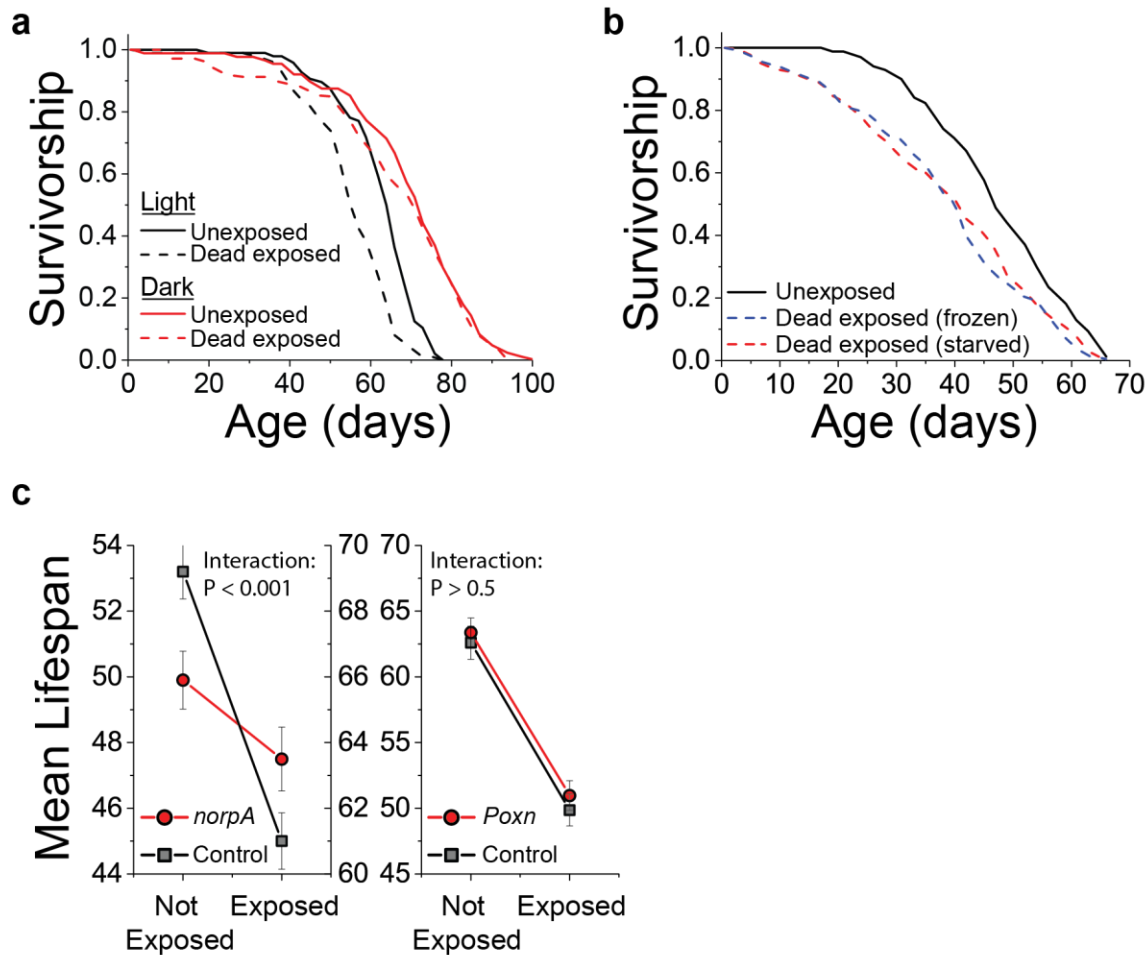 a
Survivorship
1.0
0.8
0.6
0.4
0.2
0.0
Light
Unexposed
Dead exposed
Dark
Unexposed
Dead exposed
0 20 40 60 80 100
Age (days)
b
Survivorship
1.0
0.8
0.6
0.4
0.2
0.0
Unexposed
Dead exposed (frozen)
Dead exposed (starved)
0 10 20 30 40 50 60 70
Age (days)
c
Mean Lifespan
54
52
50
48
46
44
Interaction:
P < 0.001
norpA
Control
70
68
66
64
62
60
Not
Exposed
Exposed
70
65
60
55
50
45
Interaction:
P > 0.5
Poxn
Control
Not
Exposed
Exposed